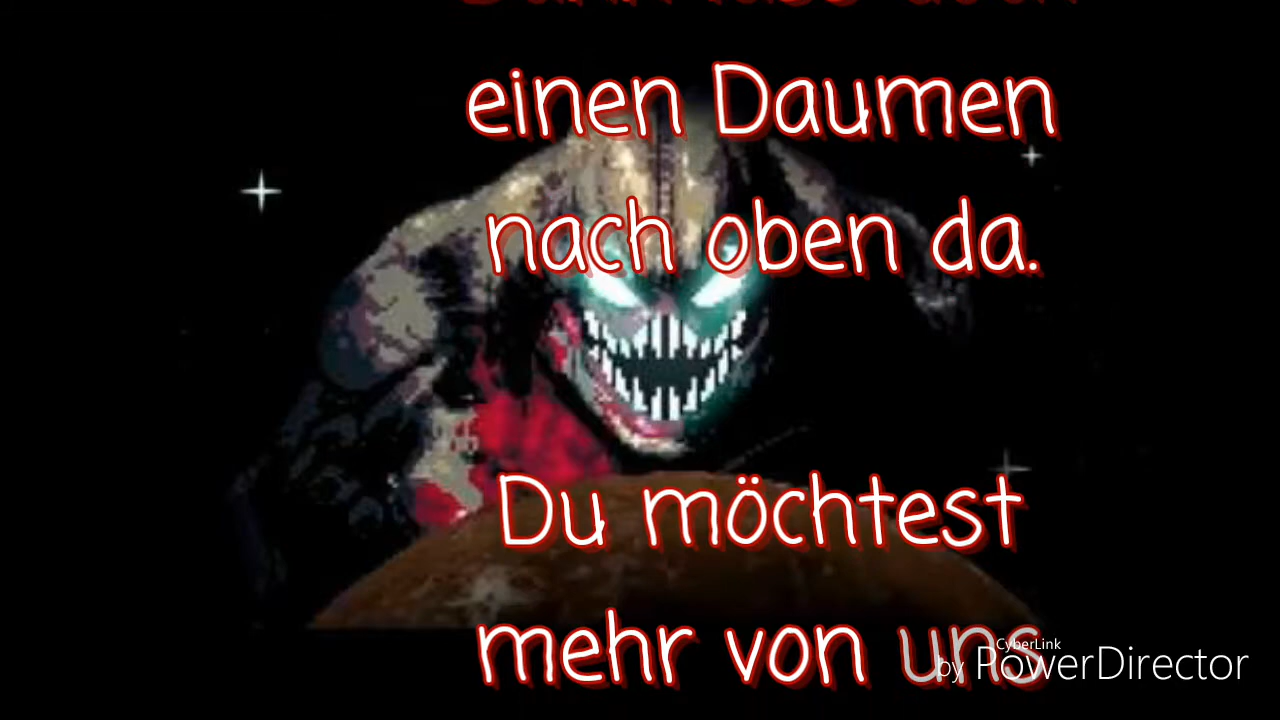 einen Daumen
nach oben da.
Du möchtest
mehr von uns
CyberLink
by PowerDirector